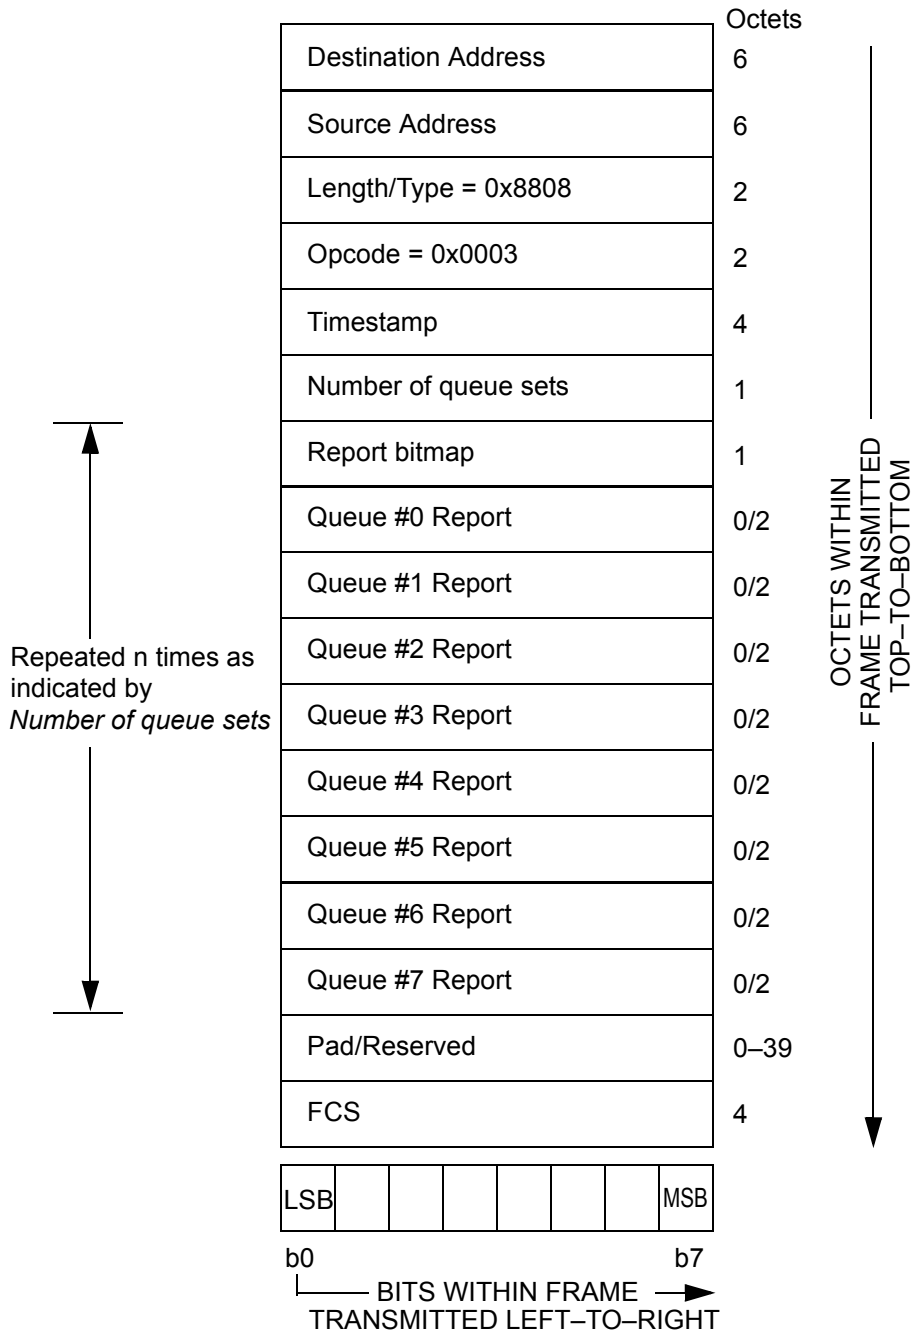 Octets
Destination Address 6
Source Address 6
Length/Type = 0x8808 2
Opcode = 0x0003 2
Timestamp 4
Number of queue sets 1
Report bitmap 1
Queue #0 Report 0/2
Queue #1 Report 0/2
Queue #2 Report 0/2
Queue #3 Report 0/2
Queue #4 Report 0/2
Queue #5 Report 0/2
Queue #6 Report 0/2
Queue #7 Report 0/2
Pad/Reserved 0–39
FCS 4
Repeated n times as
indicated by
Number of queue sets
OCTETS WITHIN
FRAME TRANSMITTED
TOP–TO–BOTTOM
LSB MSB
b0 b7
BITS WITHIN FRAME
TRANSMITTED LEFT–TO–RIGHT